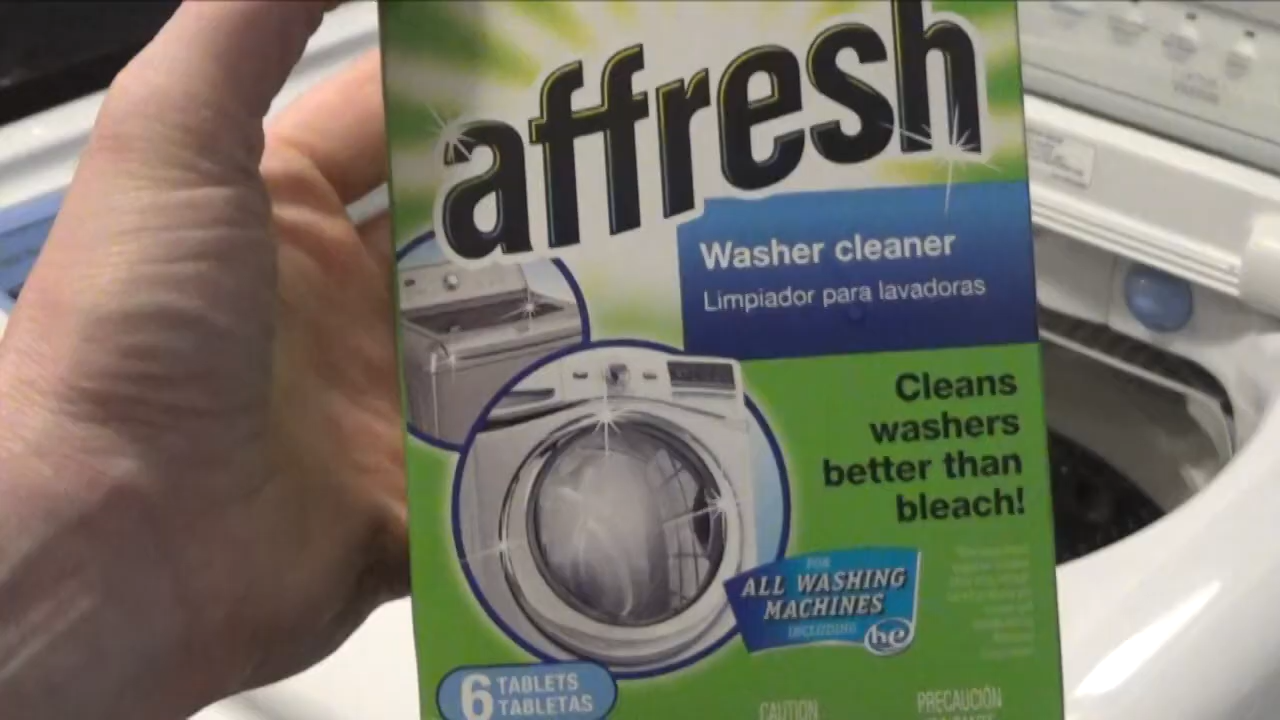 affresh
Washer cleaner
Limpiador para lavadoras
Cleans
washers
better than
bleach!
FOR
ALL WASHING
MACHINES
INCLUDING
he
6 TABLETS
TABLETAS
CAUTION
PRECAUCIÓN